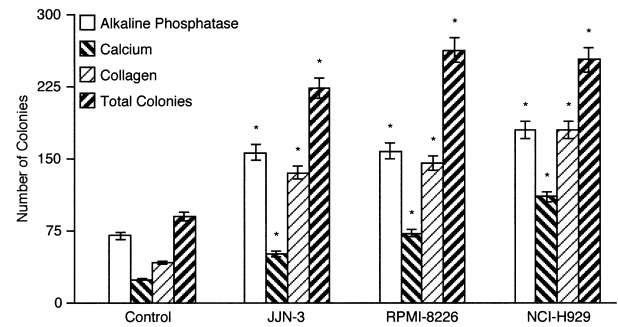 Number of Colonies
300
225
150
75
0
Alkaline Phosphatase
Calcium
Collagen
Total Colonies
* * * *
* * * *
* * * *
Control JJN-3 RPMI-8226 NCI-H929